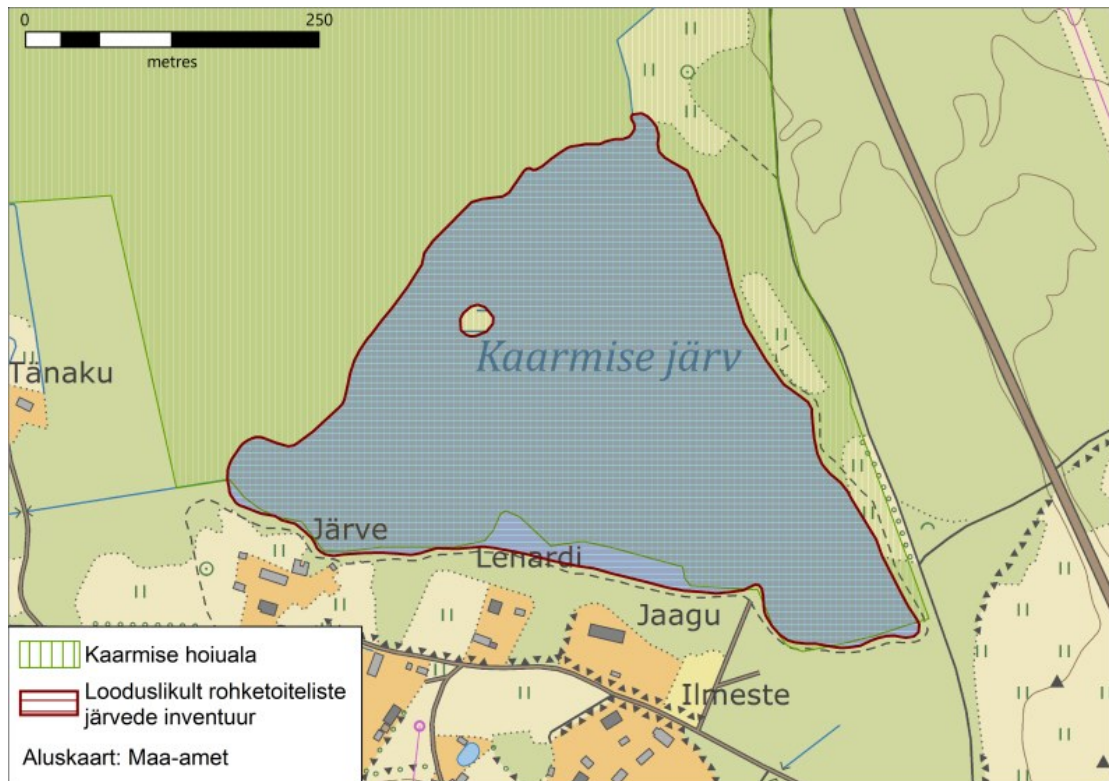 0 250
metres
Kaarmise järv
Tänaku
Järve
Lenardi
Jaagu
Ilmeste
Kaarmise hoiuala
Looduslikult rohketoiteliste
järvede inventuur
Aluskaart: Maa-amet